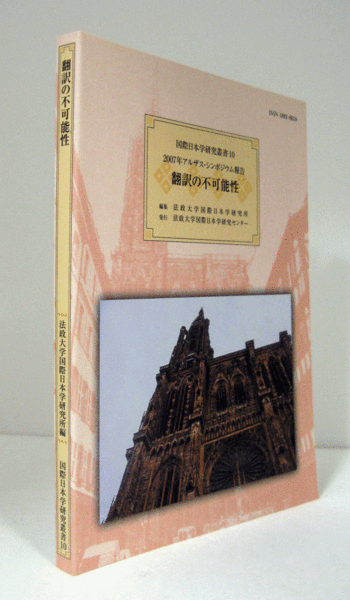 国際日本学研究叢書10
2007年アルザス・シンポジウム報告
翻訳の不可能性
編集 法政大学国際日本学研究所
発行 法政大学国際日本学研究センター
翻訳の不可能性
法政大学国際日本学研究所編
国際日本学研究叢書10